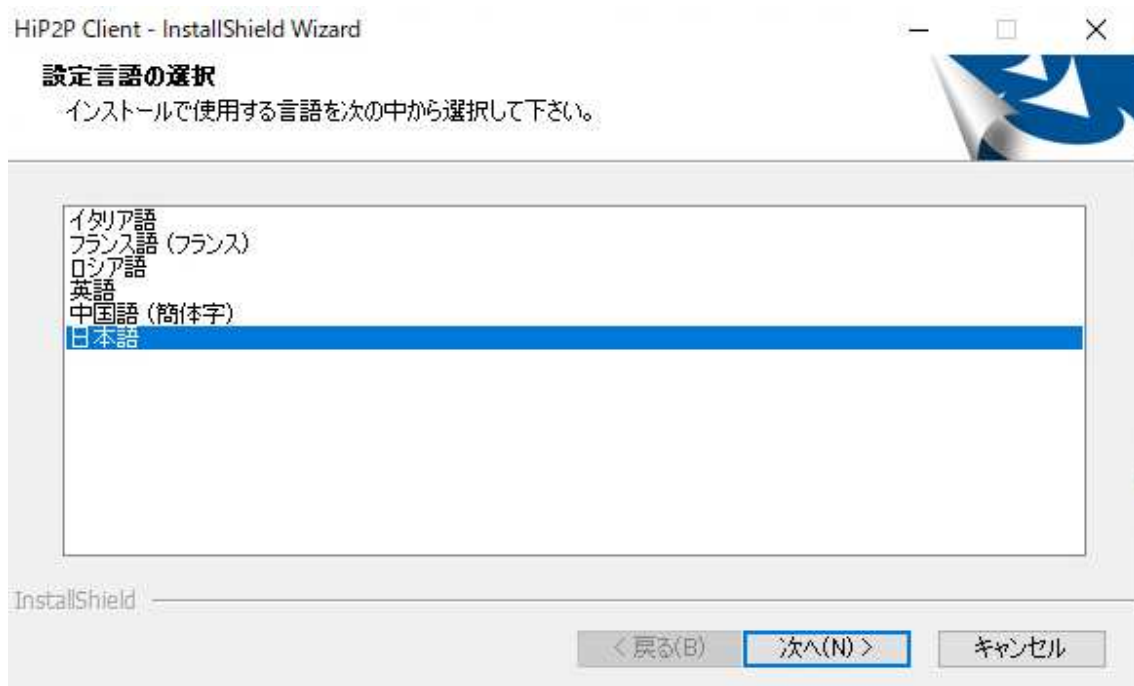 HiP2P Client - InstallShield Wizard
設定言語の選択
インストールで使用する言語を次の中から選択して下さい。
イタリア語
フランス語 (フランス)
ロシア語
英語
中国語 (簡体字)
日本語
InstallShield
< 戻る(B)
次へ(N) >
キャンセル